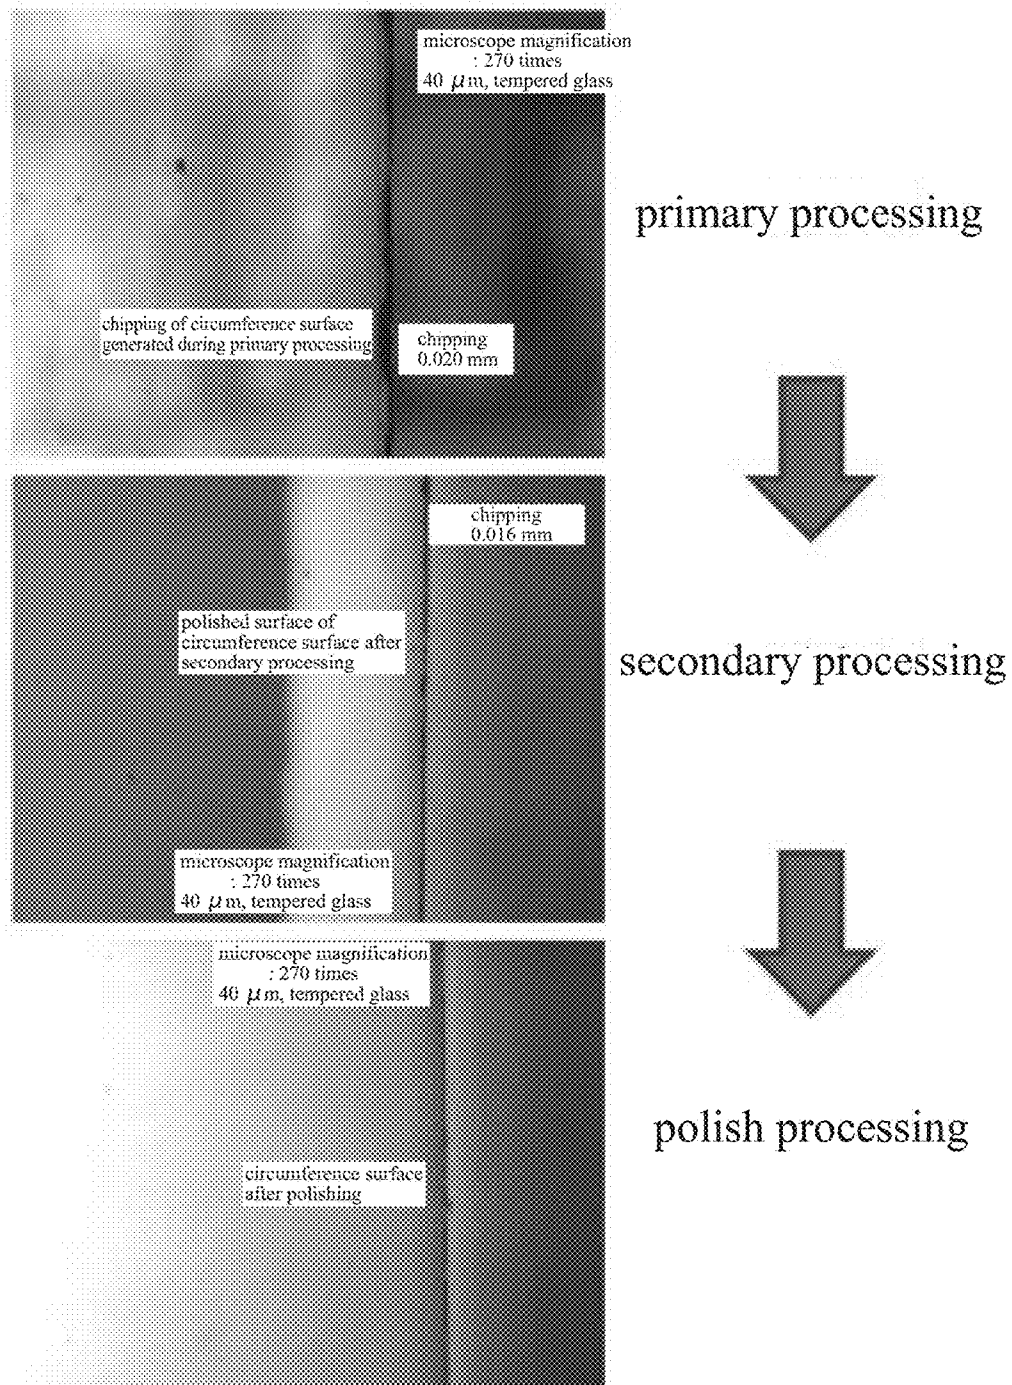 microscope magnification
: 270 times
40 μm, tempered glass
primary processing
chipping of circumference surface
generated during primary processing
chipping
0.020 mm
chipping
0.016 mm
polished surface of
circumference surface after
secondary processing
secondary processing
microscope magnification
: 270 times
40 μm, tempered glass
microscope magnification
: 270 times
40 μm, tempered glass
polish processing
circumference surface
after polishing